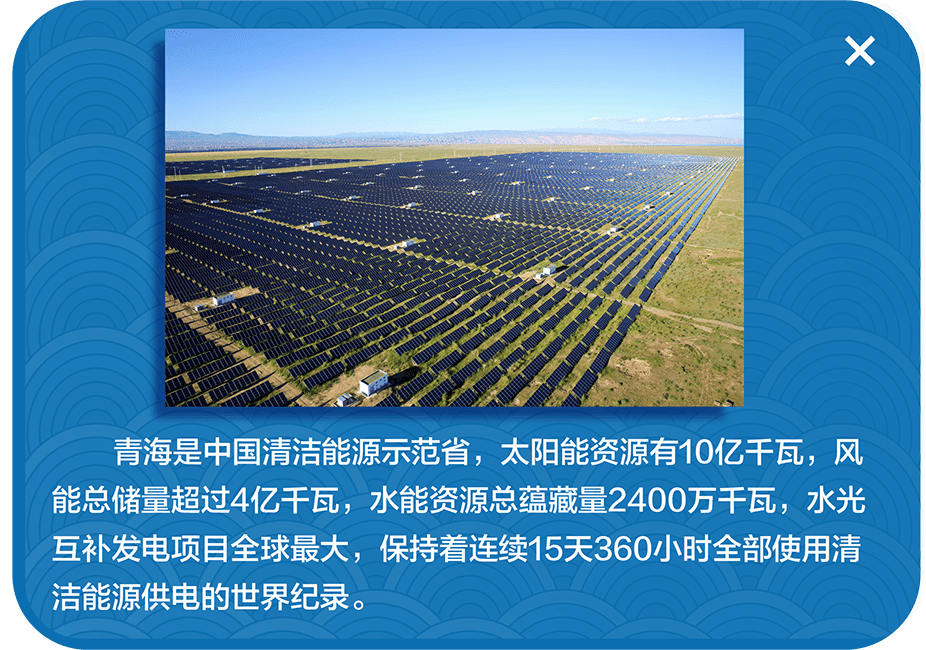 青海是中国清洁能源示范省，太阳能资源有10亿千瓦，风
能总储量超过4亿千瓦，水能资源总蕴藏量2400万千瓦，水光
互补发电项目全球最大，保持着连续15天360小时全部使用清
洁能源供电的世界纪录。